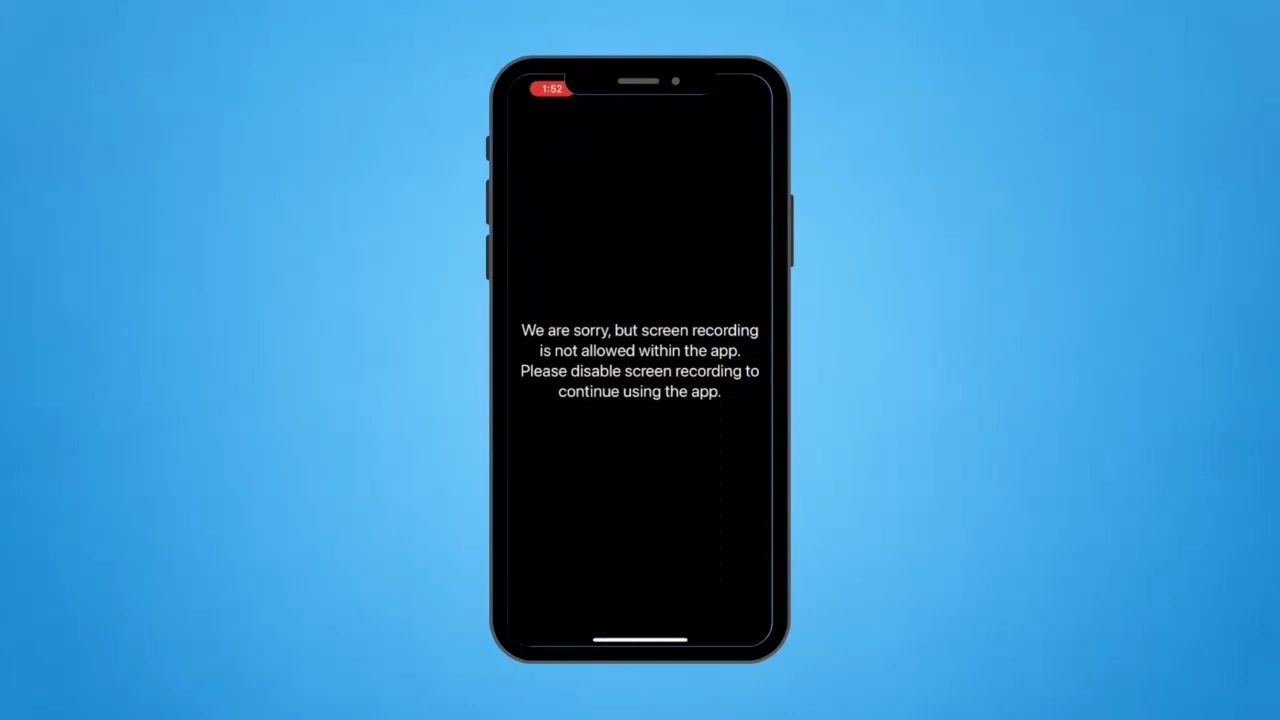 1:52
We are sorry, but screen recording
is not allowed within the app.
Please disable screen recording to
continue using the app.